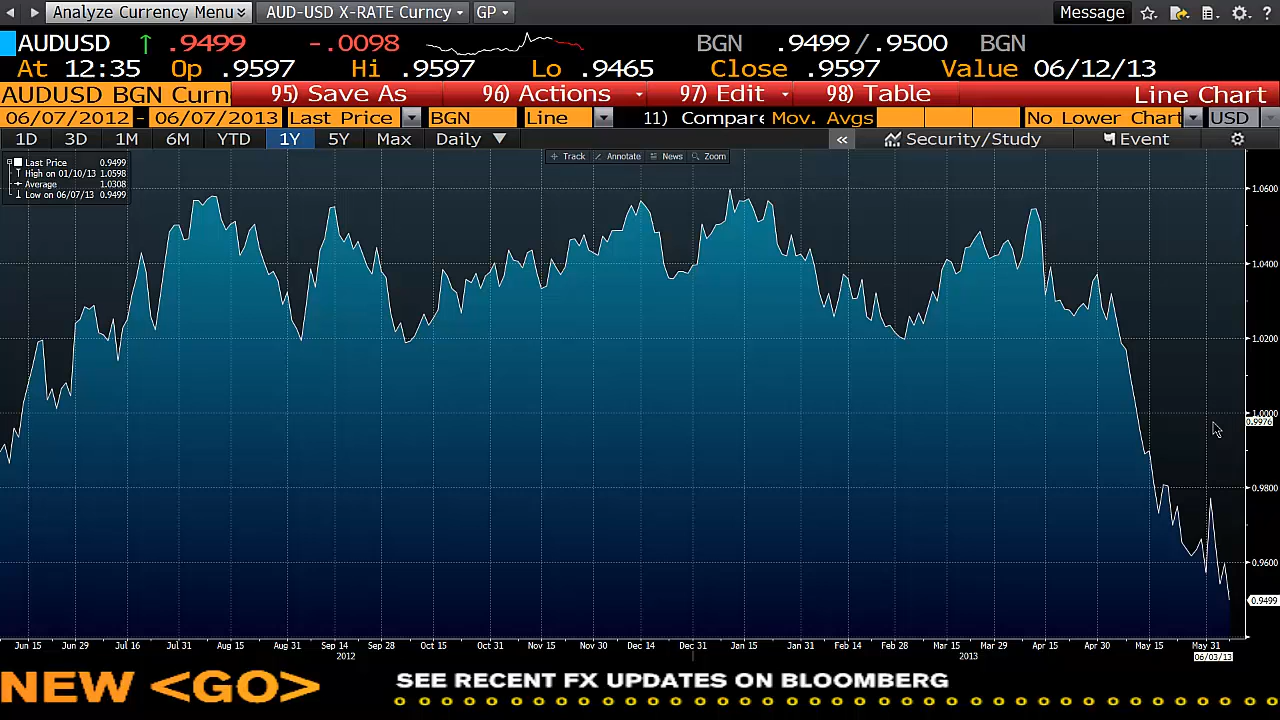 Analyze Currency Menu AUD-USD X-RATE Curncy GP Message ?
AUDUSD ↑ .9499 -.0098 BGN .9499 / .9500 BGN
At 12:35 Op .9597 Hi .9597 Lo .9465 Close .9597 Value 06/12/13
AUDUSD BGN Curn 95) Save As 96) Actions 97) Edit 98) Table Line Chart
06/07/2012 - 06/07/2013 Last Price BGN Line 11) Compare Mov. Avgs No Lower Chart USD
1D 3D 1M 6M YTD 1Y 5Y Max Daily ▼ « Security/Study Event
Track Annotate News Zoom
Last Price 0.9499
High on 01/10/13 1.0598
Average 1.0308
Low on 06/07/13 0.9499
1.0600
1.0400
1.0200
1.0000
0.9976
0.9800
0.9600
0.9499
Jun 15 Jun 29 Jul 16 Jul 31 Aug 15 Aug 31 Sep 14 Sep 28 Oct 15 Oct 31 Nov 15 Nov 30 Dec 14 Dec 31 Jan 15 Jan 31 Feb 14 Feb 28 Mar 15 Mar 29 Apr 15 Apr 30 May 15 May 31
2012 2013 06/03/13
NEW <GO> SEE RECENT FX UPDATES ON BLOOMBERG